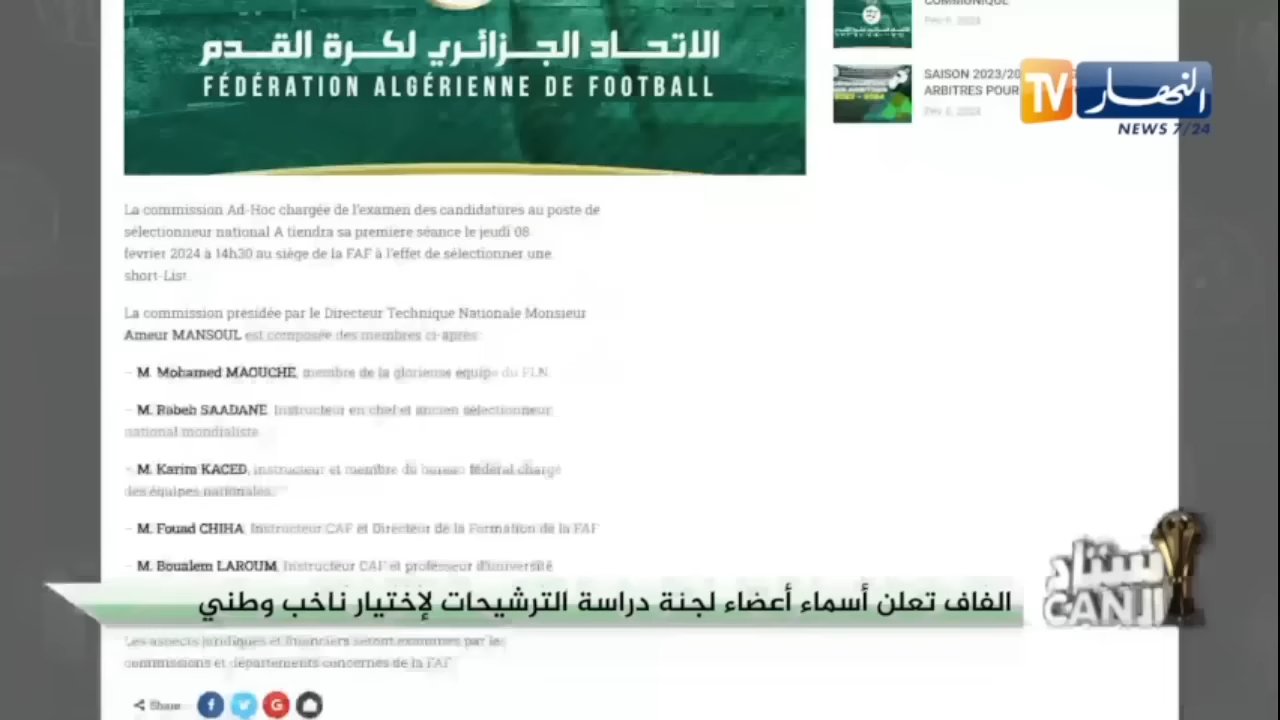 الاتحاد الجزائري لكرة القدم
FÉDÉRATION ALGÉRIENNE DE FOOTBALL
COMMUNIQUÉ
SAISON 2023/20
ARBITRES POUR
TV النهار
NEWS 7/24
La commission Ad-Hoc chargée de l'examen des candidatures au poste de
sélectionneur national A tiendra sa premiere séance le jeudi 08
février 2024 à 14h30 au siège de la FAF à l'effet de sélectionner une
short-List
La commission présidée par le Directeur Technique Nationale Monsieur
Ameur MANSOUL est composée des membres ci-après
– M. Mohamed MAOUCHE, membre de la glorieuse équipe du FLN.
– M. Rabeh SAADANE, Instructeur en chef et ancien sélectionneur
national mondialiste.
– M. Karim KACED, instructeur et membre du bureau fédéral chargé
des équipes nationales.
– M. Fouad CHIHA, Instructeur CAF et Directeur de la Formation de la FAF
– M. Boualem LAROUM, Instructeur CAF et professeur d'université
الفاف تعلن أسماء أعضاء لجنة دراسة الترشيحات لإختيار ناخب وطني
ستاد
CANJI
Les aspects juridiques et financiers seront examinés par les
commissions et départements concernés de la FAF
Share